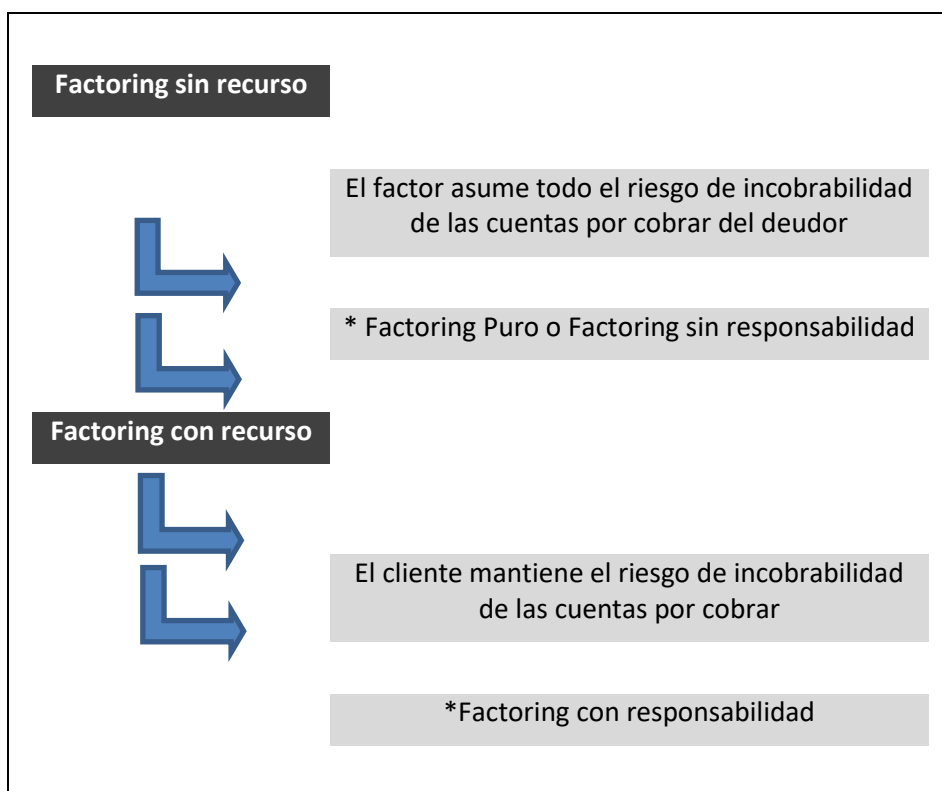 Factoring sin recurso
El factor asume todo el riesgo de incobrabilidad
de las cuentas por cobrar del deudor
* Factoring Puro o Factoring sin responsabilidad
Factoring con recurso
El cliente mantiene el riesgo de incobrabilidad
de las cuentas por cobrar
*Factoring con responsabilidad